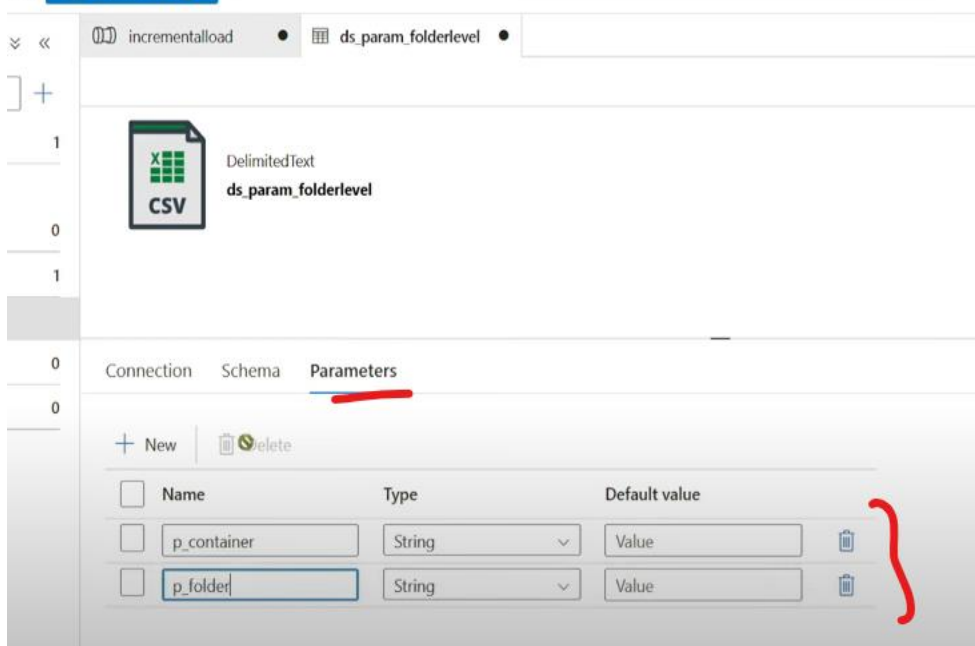 incrementalload
ds_param_folderlevel
1
DelimitedText
ds_param_folderlevel
CSV
0
1
0
Connection Schema Parameters
0
New Delete
Name Type Default value
p_container String Value
p_folder String Value